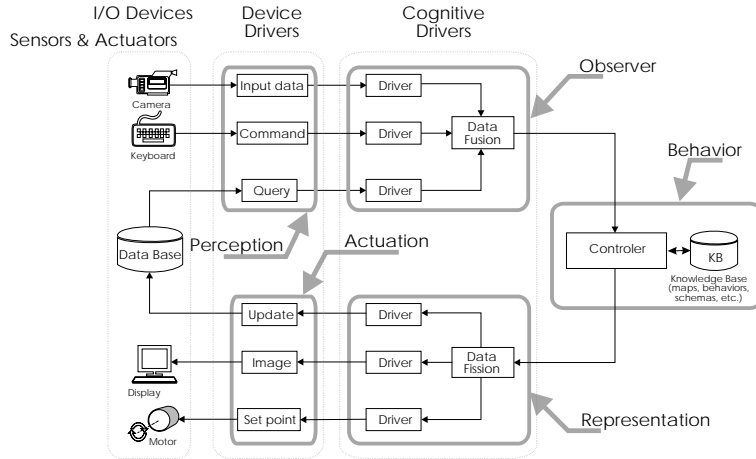 I/O Devices
Sensors & Actuators
Device
Drivers
Cognitive
Drivers
Camera
Input data
Driver
Observer
Keyboard
Command
Driver
Data
Fusion
Behavior
Query
Driver
Data Base
Perception
Actuation
Controler
KB
Knowledge Base
(maps, behaviors,
schemas, etc.)
Update
Driver
Display
Image
Driver
Data
Fission
Motor
Set point
Driver
Representation